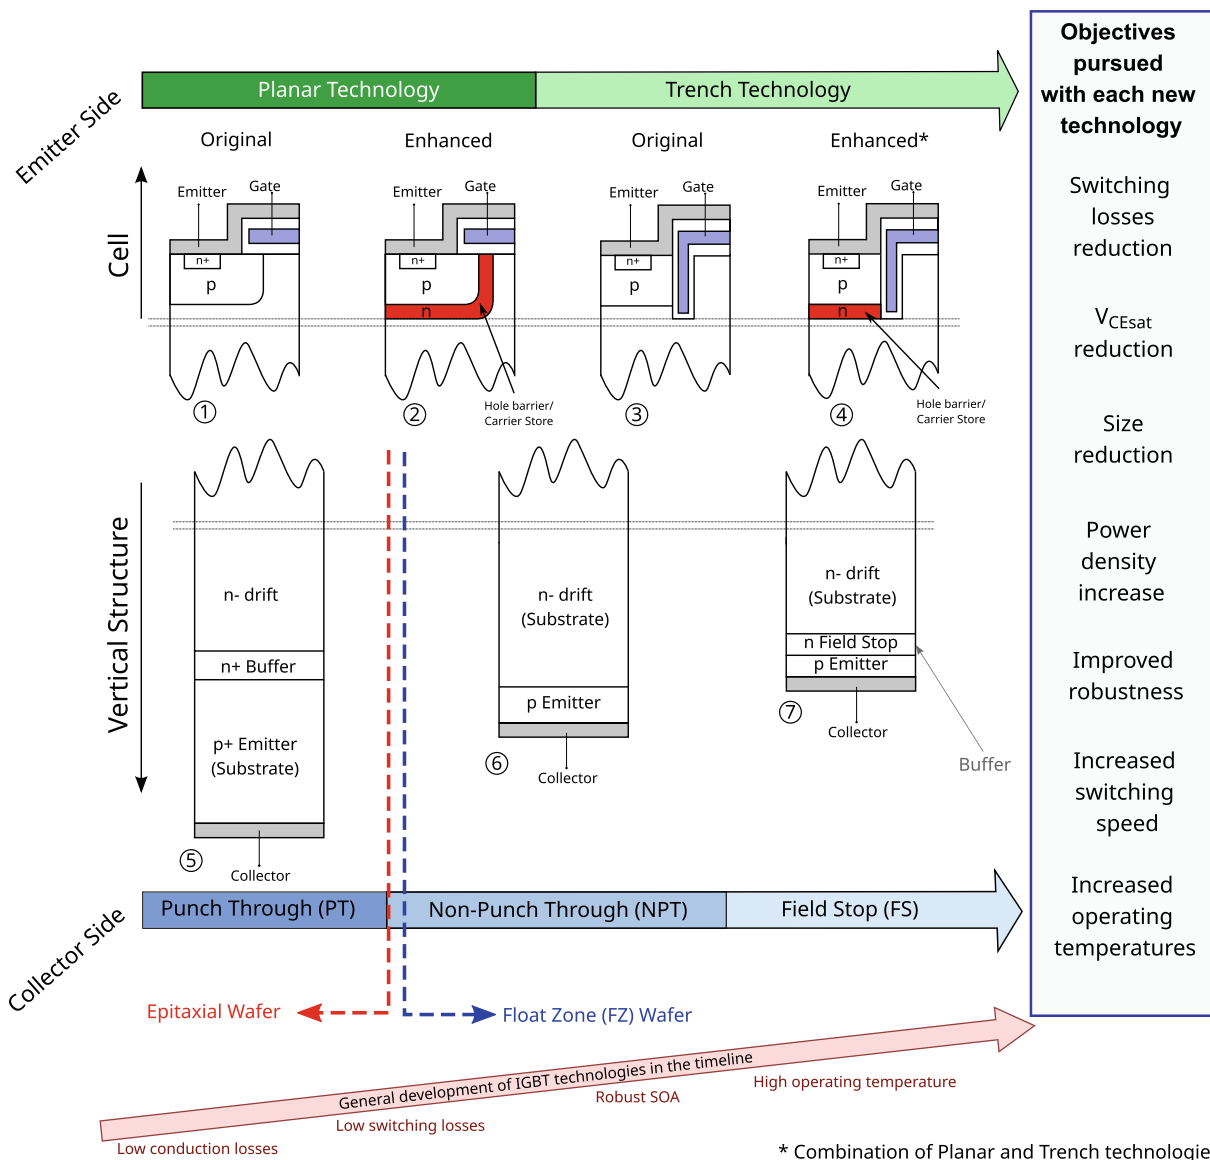 Objectives
pursued
with each new
technology
Emitter Side
Planar Technology
Trench Technology
Original
Enhanced
Original
Enhanced*
Switching
losses
reduction
Cell
Emitter
Gate
n+
p
Emitter
Gate
n+
p
n
Emitter
Gate
n+
p
Emitter
Gate
n+
p
n
VCEsat
reduction
1
2
Hole barrier/
Carrier Store
3
4
Hole barrier/
Carrier Store
Size
reduction
Vertical Structure
n- drift
n+ Buffer
p+ Emitter
(Substrate)
5
Collector
n- drift
(Substrate)
p Emitter
6
Collector
n- drift
(Substrate)
n Field Stop
p Emitter
7
Collector
Buffer
Power
density
increase
Improved
robustness
Increased
switching
speed
Increased
operating
temperatures
Collector Side
Punch Through (PT)
Non-Punch Through (NPT)
Field Stop (FS)
Epitaxial Wafer
Float Zone (FZ) Wafer
General development of IGBT technologies in the timeline
Low conduction losses
Low switching losses
Robust SOA
High operating temperature
* Combination of Planar and Trench technologie